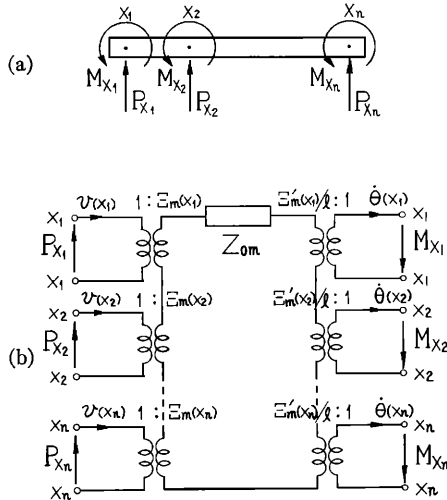 x₁ x₂ xₙ
(a)
Mx₁ Mx₂ Mxₙ
Px₁ Px₂ Pxₙ
v(x₁) 1 : Ξm(x₁) Ξ′m(x₁)/ℓ : 1 θ̇(x₁)
x₁ x₁
Px₁ Zom Mx₁
x₁ x₁
v(x₂) 1 : Ξm(x₂) Ξ′m(x₂)/ℓ : 1 θ̇(x₂)
x₂ x₂
(b) Px₂ Mx₂
x₂ x₂
v(xₙ) 1 : Ξm(xₙ) Ξ′m(xₙ)/ℓ : 1 θ̇(xₙ)
xₙ xₙ
Pxₙ Mxₙ
xₙ xₙ